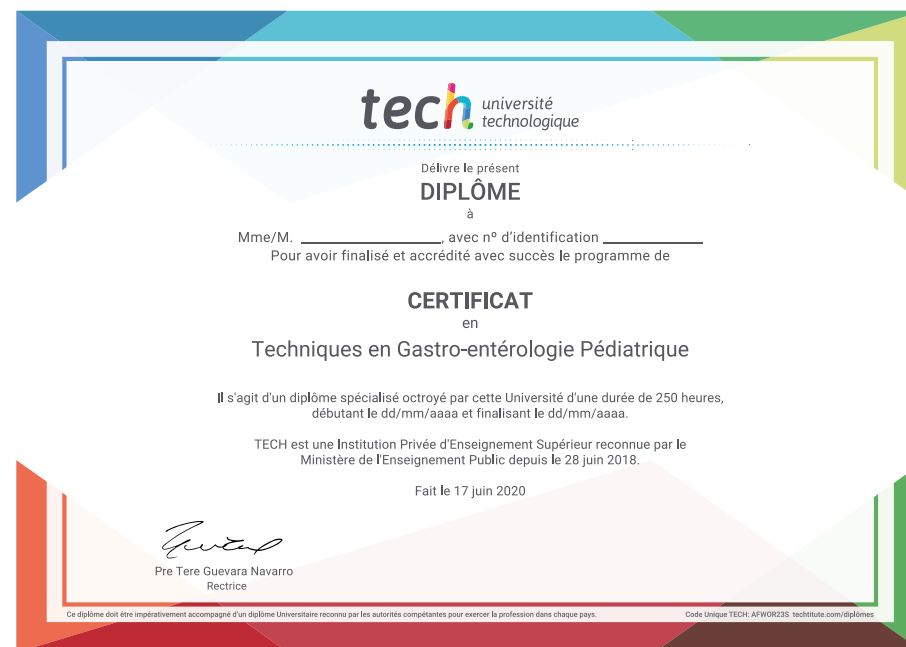 tech université
technologique
Délivre le présent
DIPLÔME
à
Mme/M. ____________________, avec nº d'identification ______________
Pour avoir finalisé et accrédité avec succès le programme de
CERTIFICAT
en
Techniques en Gastro-entérologie Pédiatrique
Il s'agit d'un diplôme spécialisé octroyé par cette Université d'une durée de 250 heures,
débutant le dd/mm/aaaa et finalisant le dd/mm/aaaa.
TECH est une Institution Privée d'Enseignement Supérieur reconnue par le
Ministère de l'Enseignement Public depuis le 28 juin 2018.
Fait le 17 juin 2020
Pre Tere Guevara Navarro
Rectrice
Ce diplôme doit être impérativement accompagné d'un diplôme Universitaire reconnu par les autorités compétantes pour exercer la profession dans chaque pays.
Code Unique TECH: AFWOR23S techtitute.com/diplômes